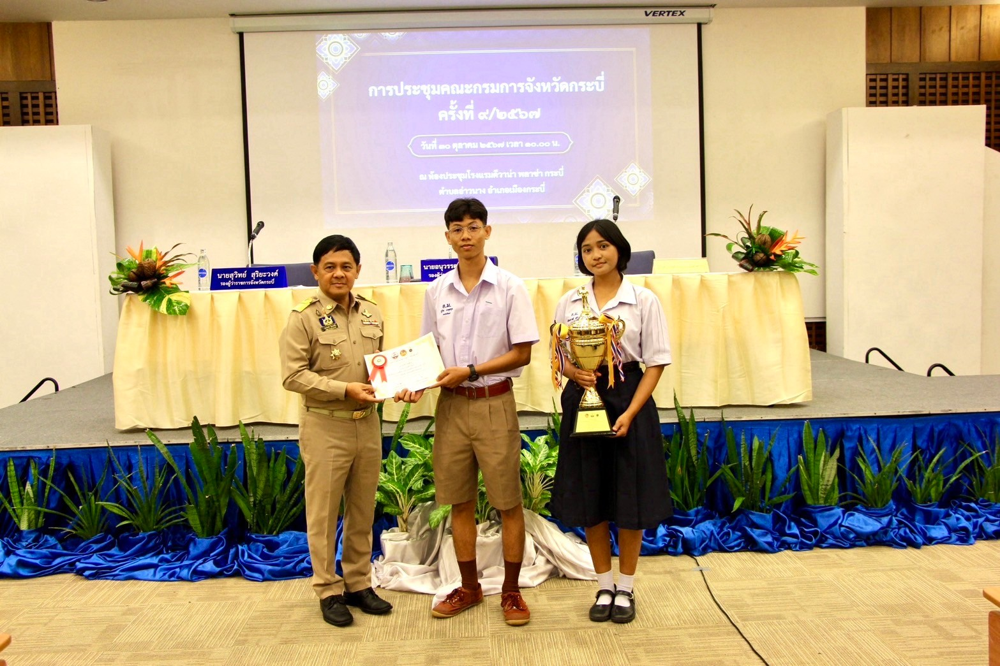 VERTEX
การประชุมคณะกรมการจังหวัดกระบี่
ครั้งที่ ๙/๒๕๖๗
วันที่ ๓๐ ตุลาคม ๒๕๖๗ เวลา ๑๐.๐๐ น.
ณ ห้องประชุมโรงแรมดีวาน่า พลาซ่า กระบี่
ตำบลอ่าวนาง อำเภอเมืองกระบี่
นายสุวิทย์ สุริยะวงค์
รองผู้ว่าราชการจังหวัดกระบี่
นายอนุวรร
รองผู้